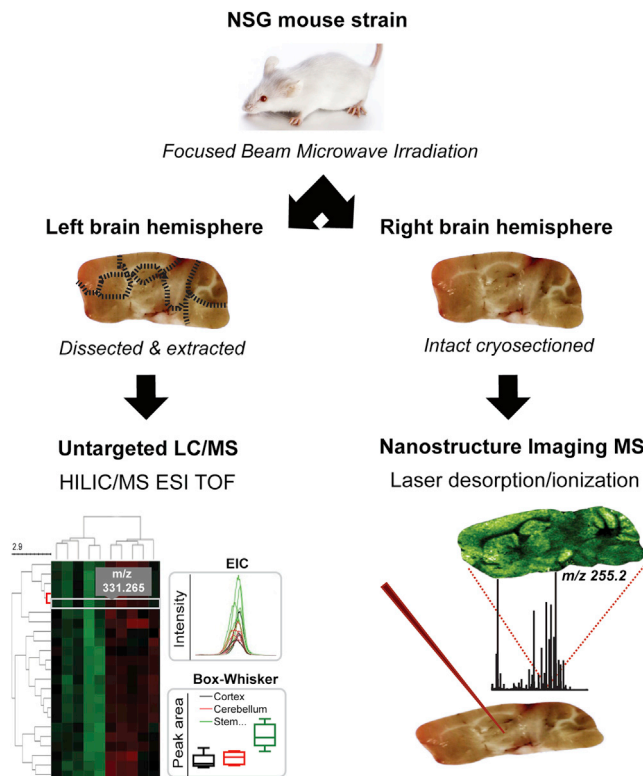 NSG mouse strain
Focused Beam Microwave Irradiation
Left brain hemisphere
Right brain hemisphere
Dissected & extracted
Intact cryosectioned
Untargeted LC/MS
HILIC/MS ESI TOF
Nanostructure Imaging MS
Laser desorption/ionization
2.9
m/z
331.265
EIC
Intensity
m/z 255.2
Box-Whisker
Peak area
Cortex
Cerebellum
Stem...